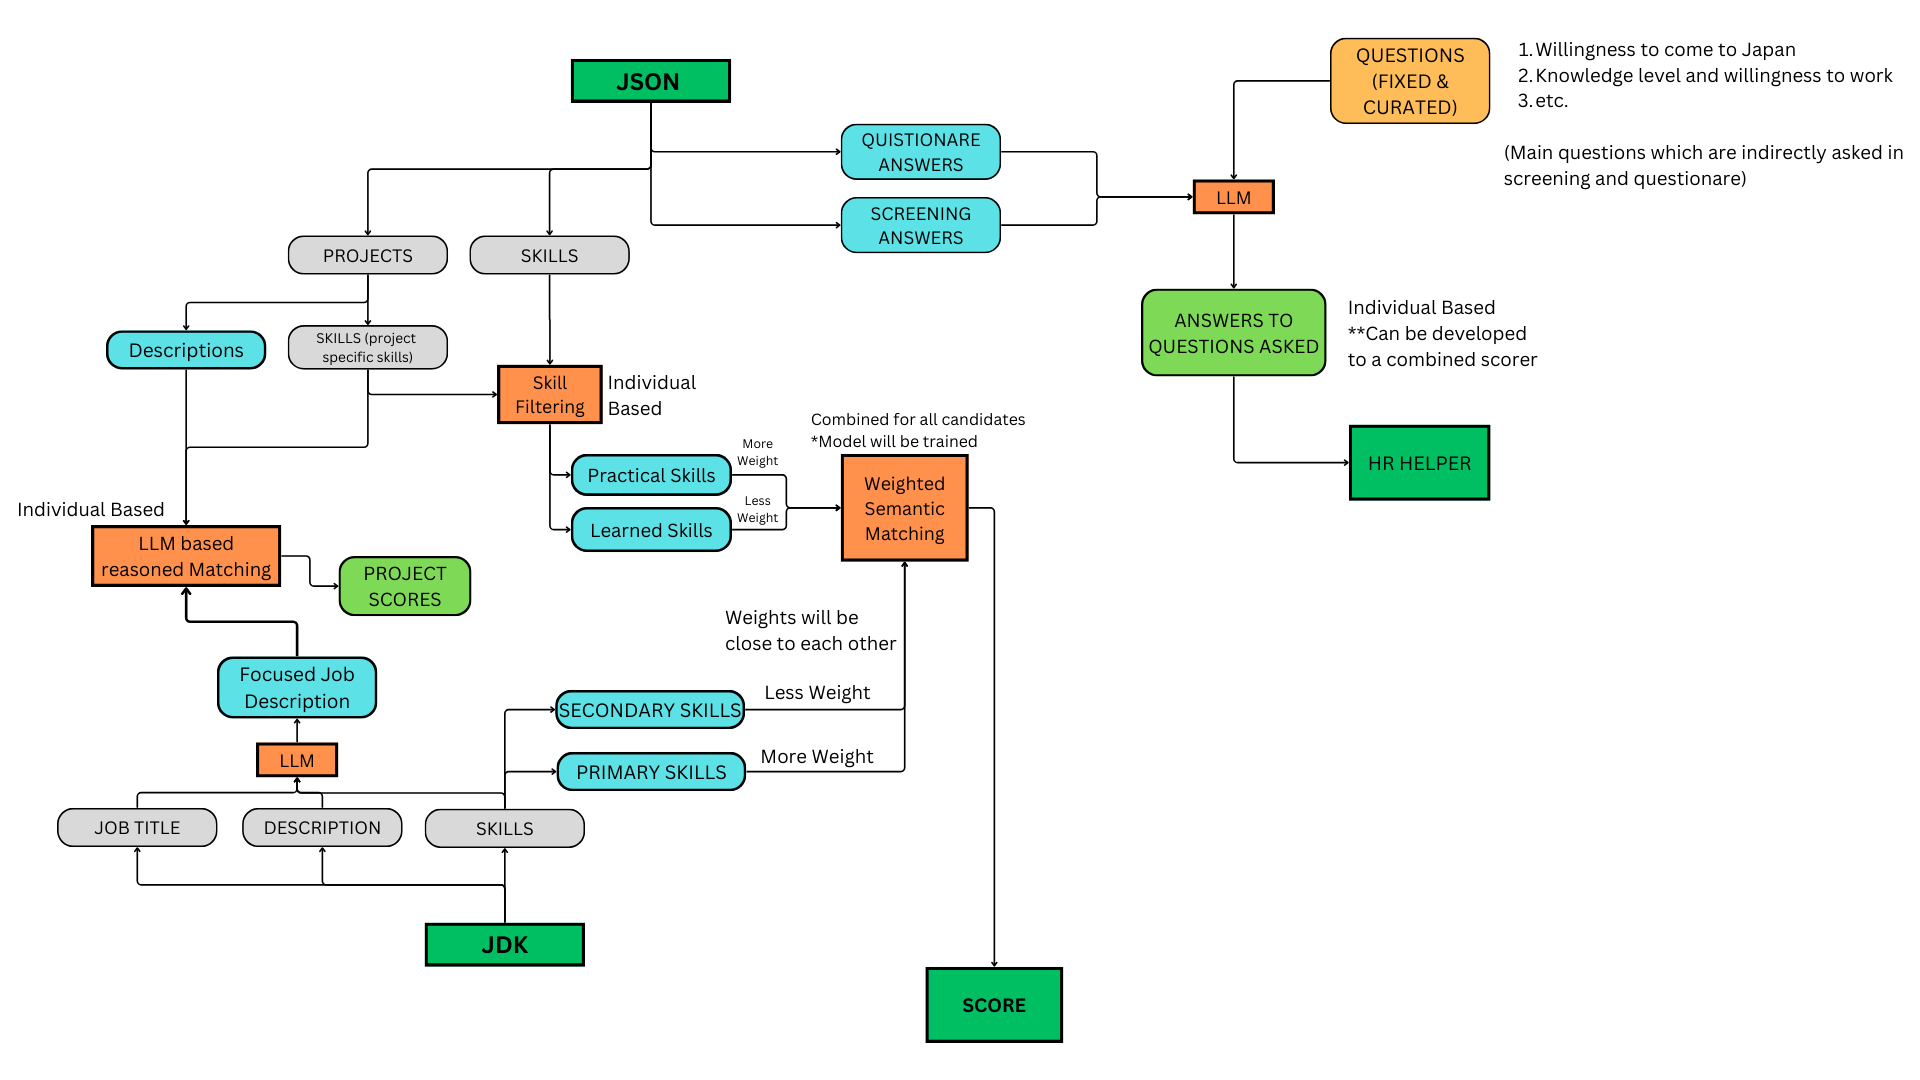 JSON
QUESTIONS
(FIXED &
CURATED)
1. Willingness to come to Japan
2. Knowledge level and willingness to work
3. etc.
(Main questions which are indirectly asked in
screening and questionare)
QUISTIONARE
ANSWERS
SCREENING
ANSWERS
LLM
PROJECTS
SKILLS
Descriptions
SKILLS (project
specific skills)
Skill
Filtering
Individual
Based
ANSWERS TO
QUESTIONS ASKED
Individual Based
**Can be developed
to a combined scorer
HR HELPER
Combined for all candidates
*Model will be trained
More
Weight
Less
Weight
Practical Skills
Learned Skills
Weighted
Semantic
Matching
Individual Based
LLM based
reasoned Matching
PROJECT
SCORES
Weights will be
close to each other
Focused Job
Description
Less Weight
SECONDARY SKILLS
More Weight
PRIMARY SKILLS
LLM
JOB TITLE
DESCRIPTION
SKILLS
JDK
SCORE